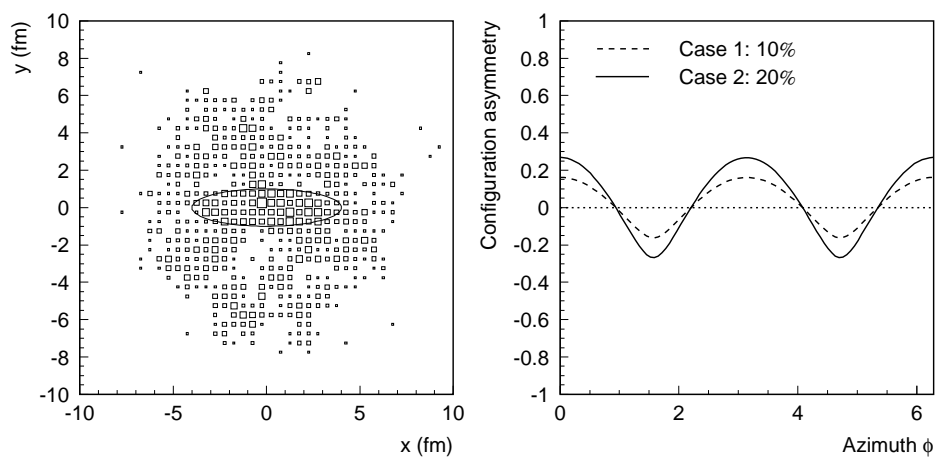 y (fm)
10
8
6
4
2
0
-2
-4
-6
-8
-10
-10 -5 0 5 10
x (fm)
Configuration asymmetry
1
0.8
0.6
0.4
0.2
0
-0.2
-0.4
-0.6
-0.8
-1
Case 1: 10%
Case 2: 20%
0 2 4 6
Azimuth ϕ